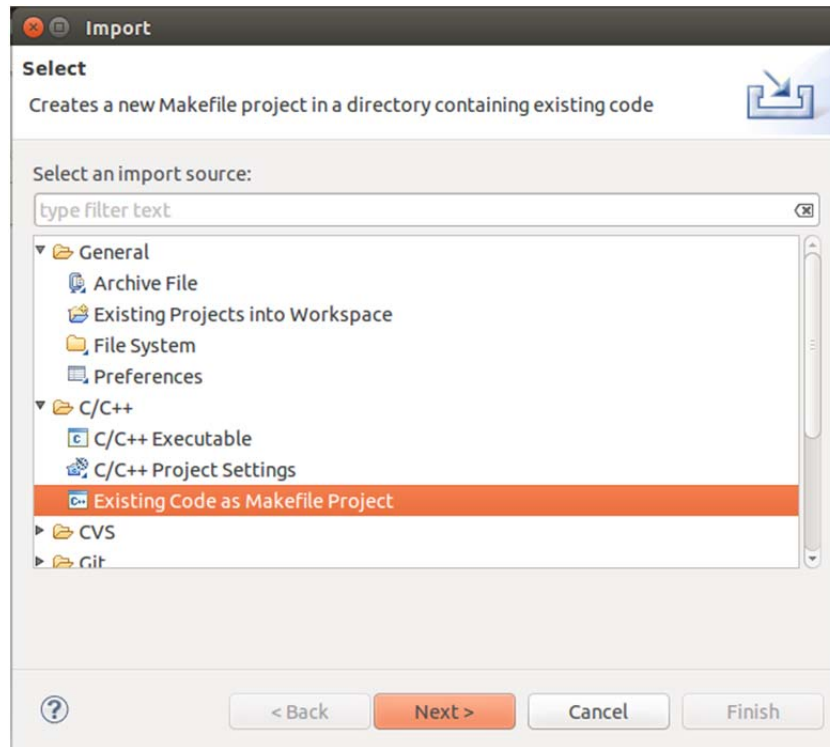 Import
Select
Creates a new Makefile project in a directory containing existing code
Select an import source:
type filter text
General
Archive File
Existing Projects into Workspace
File System
Preferences
C/C++
C/C++ Executable
C/C++ Project Settings
Existing Code as Makefile Project
CVS
Git
< Back Next > Cancel Finish